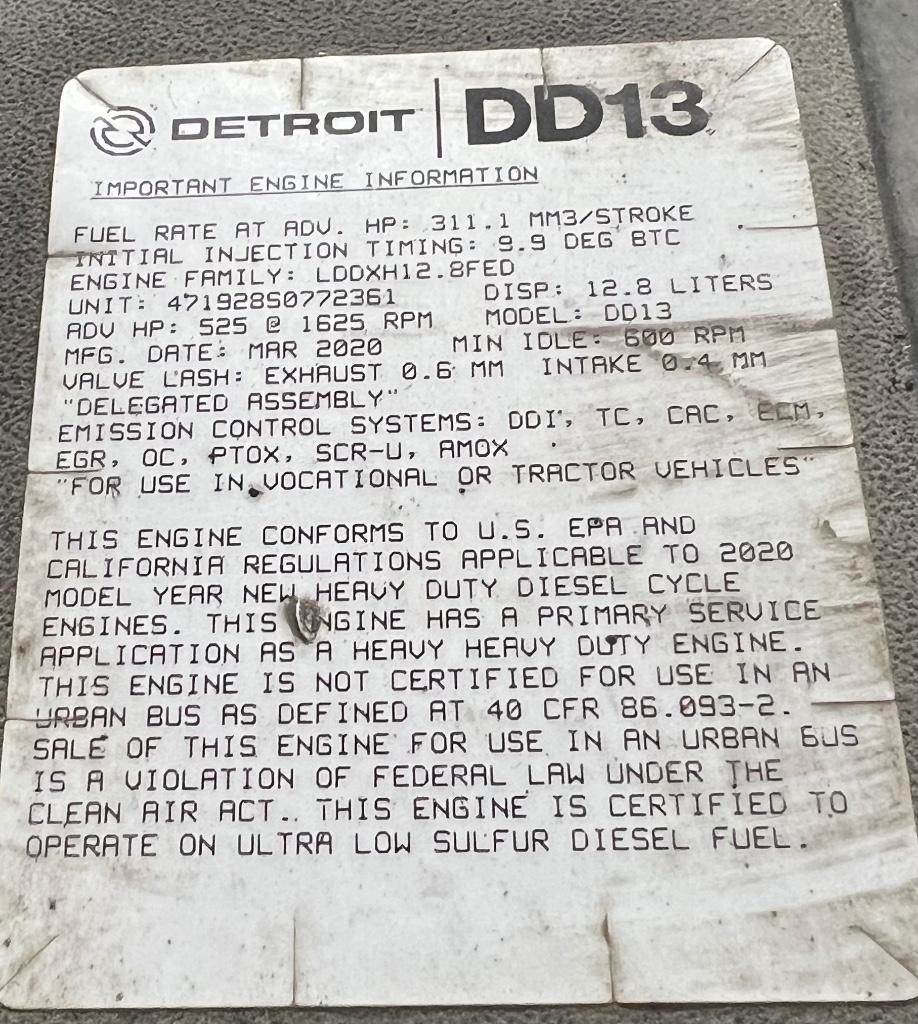 DETROIT | DD13
IMPORTANT ENGINE INFORMATION
FUEL RATE AT ADV. HP: 311.1 MM3/STROKE
INITIAL INJECTION TIMING: 9.9 DEG BTC
ENGINE FAMILY: LDDXH12.8FED
UNIT: 471928S0772361 DISP: 12.8 LITERS
ADV HP: 525 @ 1625 RPM MODEL: DD13
MFG. DATE: MAR 2020 MIN IDLE: 600 RPM
VALVE LASH: EXHAUST 0.6 MM INTAKE 0.4 MM
"DELEGATED ASSEMBLY"
EMISSION CONTROL SYSTEMS: DDI, TC, CAC, ECM,
EGR, OC, PTOX, SCR-U, AMOX
"FOR USE IN VOCATIONAL OR TRACTOR VEHICLES"
THIS ENGINE CONFORMS TO U.S. EPA AND
CALIFORNIA REGULATIONS APPLICABLE TO 2020
MODEL YEAR NEW HEAVY DUTY DIESEL CYCLE
ENGINES. THIS ENGINE HAS A PRIMARY SERVICE
APPLICATION AS A HEAVY HEAVY DUTY ENGINE.
THIS ENGINE IS NOT CERTIFIED FOR USE IN AN
URBAN BUS AS DEFINED AT 40 CFR 86.093-2.
SALE OF THIS ENGINE FOR USE IN AN URBAN BUS
IS A VIOLATION OF FEDERAL LAW UNDER THE
CLEAN AIR ACT.. THIS ENGINE IS CERTIFIED TO
OPERATE ON ULTRA LOW SULFUR DIESEL FUEL.